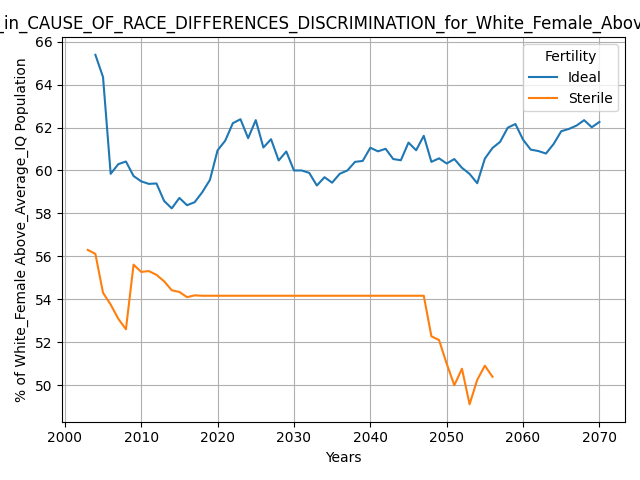 _in_CAUSE_OF_RACE_DIFFERENCES_DISCRIMINATION_for_White_Female_Abov
% of White_Female Above_Average_IQ Population
66
64
62
60
58
56
54
52
50
Fertility
Ideal
Sterile
2000 2010 2020 2030 2040 2050 2060 2070
Years